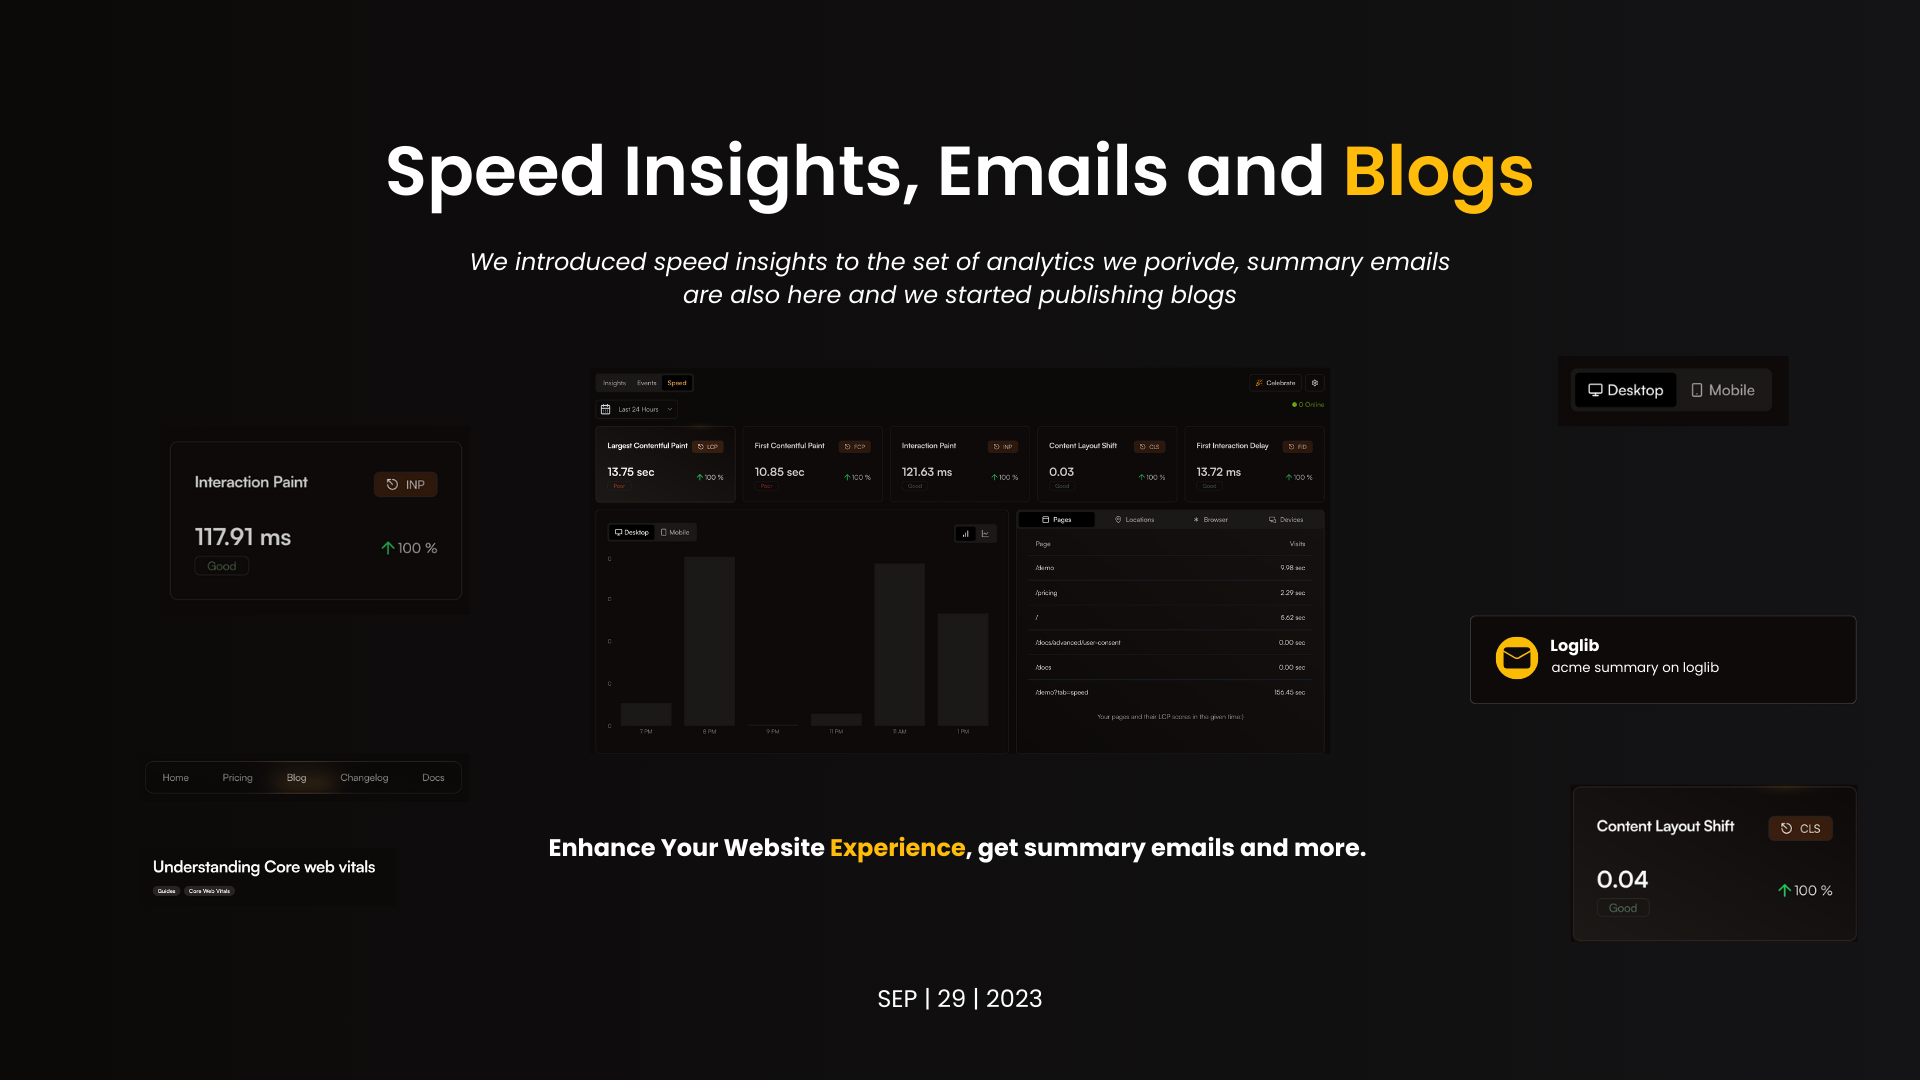 Speed Insights, Emails and Blogs
We introduced speed insights to the set of analytics we porivde, summary emails
are also here and we started publishing blogs
Insights Events Speed
Celebrate
Last 24 Hours
0 Online
Largest Contentful Paint LCP
13.75 sec
Poor
100 %
First Contentful Paint FCP
10.85 sec
Poor
100 %
Interaction Paint INP
121.63 ms
Good
100 %
Content Layout Shift CLS
0.03
Good
100 %
First Interaction Delay FID
13.72 ms
Good
100 %
Desktop Mobile
0
0
0
0
0
7 PM 8 PM 9 PM 11 PM 11 AM 1 PM
Pages Locations Browser Devices
Page Visits
/demo 9.98 sec
/pricing 2.29 sec
/ 5.62 sec
/docs/advanced/user-consent 0.00 sec
/docs 0.00 sec
/demo?tab=speed 156.45 sec
Your pages and their LCP scores in the given time:)
Interaction Paint INP
117.91 ms
Good
100 %
Home Pricing Blog Changelog Docs
Understanding Core web vitals
Guides Core Web Vitals
Desktop Mobile
Loglib
acme summary on loglib
Content Layout Shift CLS
0.04
Good
100 %
Enhance Your Website Experience, get summary emails and more.
SEP | 29 | 2023